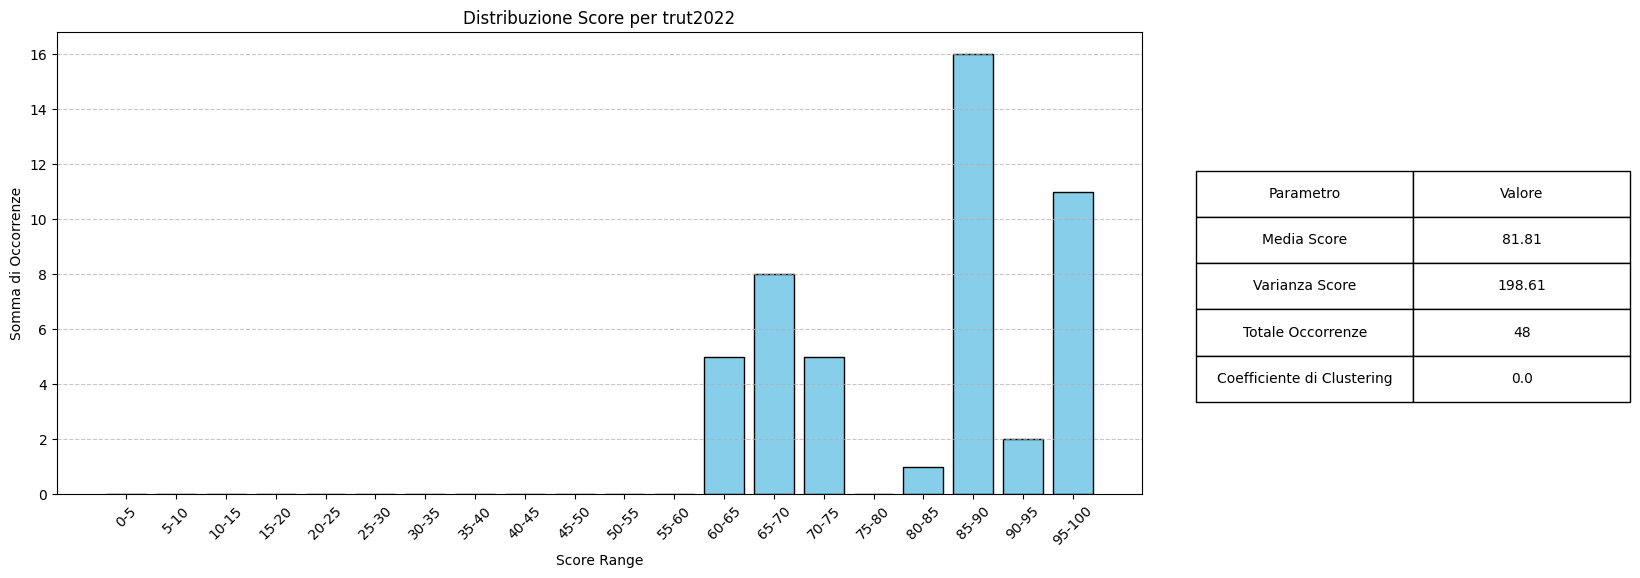 Distribuzione Score per trut2022
Somma di Occorrenze
16
14
12
10
8
6
4
2
0
0-5 5-10 10-15 15-20 20-25 25-30 30-35 35-40 40-45 45-50 50-55 55-60 60-65 65-70 70-75 75-80 80-85 85-90 90-95 95-100
Score Range
Parametro Valore
Media Score 81.81
Varianza Score 198.61
Totale Occorrenze 48
Coefficiente di Clustering 0.0